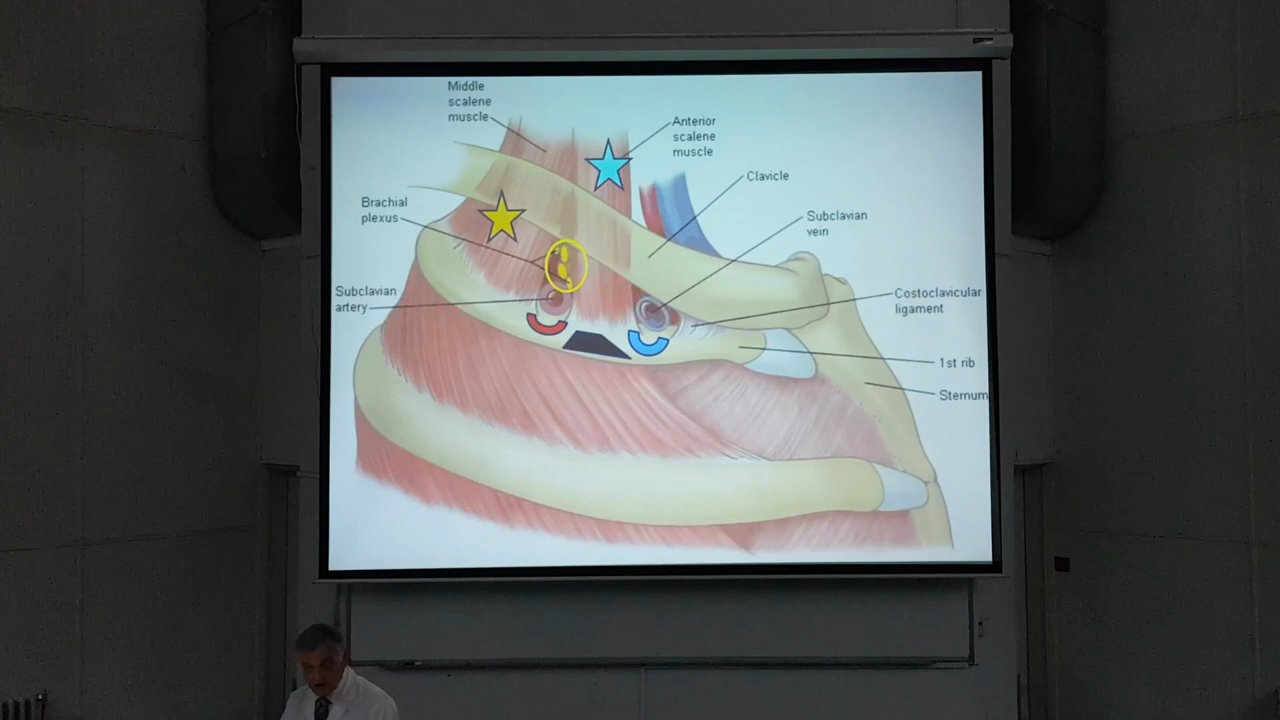 Middle
scalene
muscle
Anterior
scalene
muscle
Clavicle
Brachial
plexus
Subclavian
vein
Subclavian
artery
Costoclavicular
ligament
1st rib
Sternum